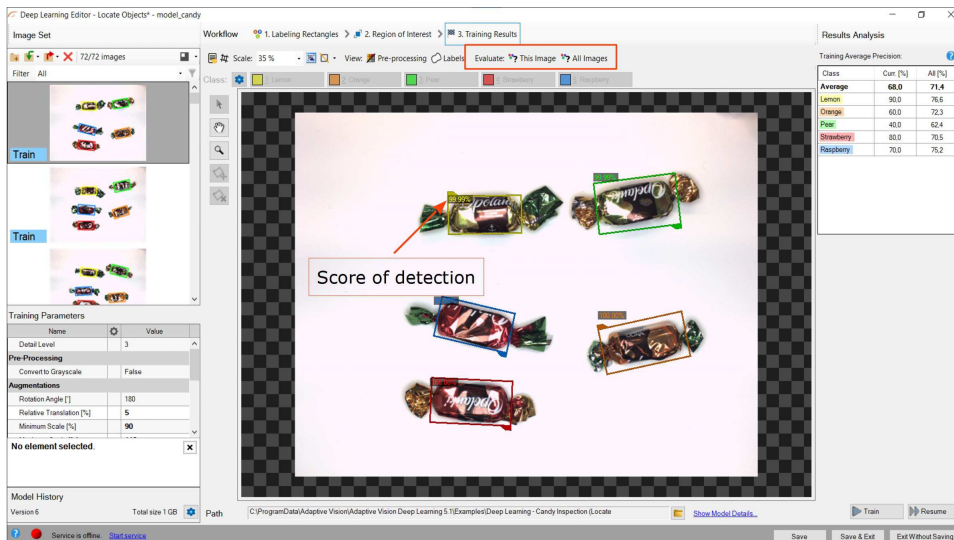 Deep Learning Editor - Locate Objects* - model_candy
Image Set
Workflow 1. Labeling Rectangles 2. Region of Interest 3. Training Results
Results Analysis
72/72 images
Scale: 35 % View: Pre-processing Labels Evaluate: This Image All Images
Training Average Precision:
Filter All
Class: 1. Lemon 2. Orange 3. Pear 4. Strawberry 5. Raspberry
Class Curr. [%] All [%]
Average 68,0 71,4
Lemon 90,0 76,6
Orange 60,0 72,3
Pear 40,0 62,4
Strawberry 80,0 70,5
Raspberry 70,0 75,2
Train
Train
99.99%
Score of detection
100.00%
Training Parameters
Name Value
Detail Level 3
Pre-Processing
Convert to Grayscale False
Augmentations
Rotation Angle [°] 180
Relative Translation [%] 5
Minimum Scale [%] 90
No element selected.
Model History
Version 6 Total size 1 GB
Path C:\ProgramData\Adaptive Vision\Adaptive Vision Deep Learning 5.1\Examples\Deep Learning - Candy Inspection (Locate
Show Model Details...
Train Resume
Service is offline. Start service
Save Save & Exit Exit Without Saving